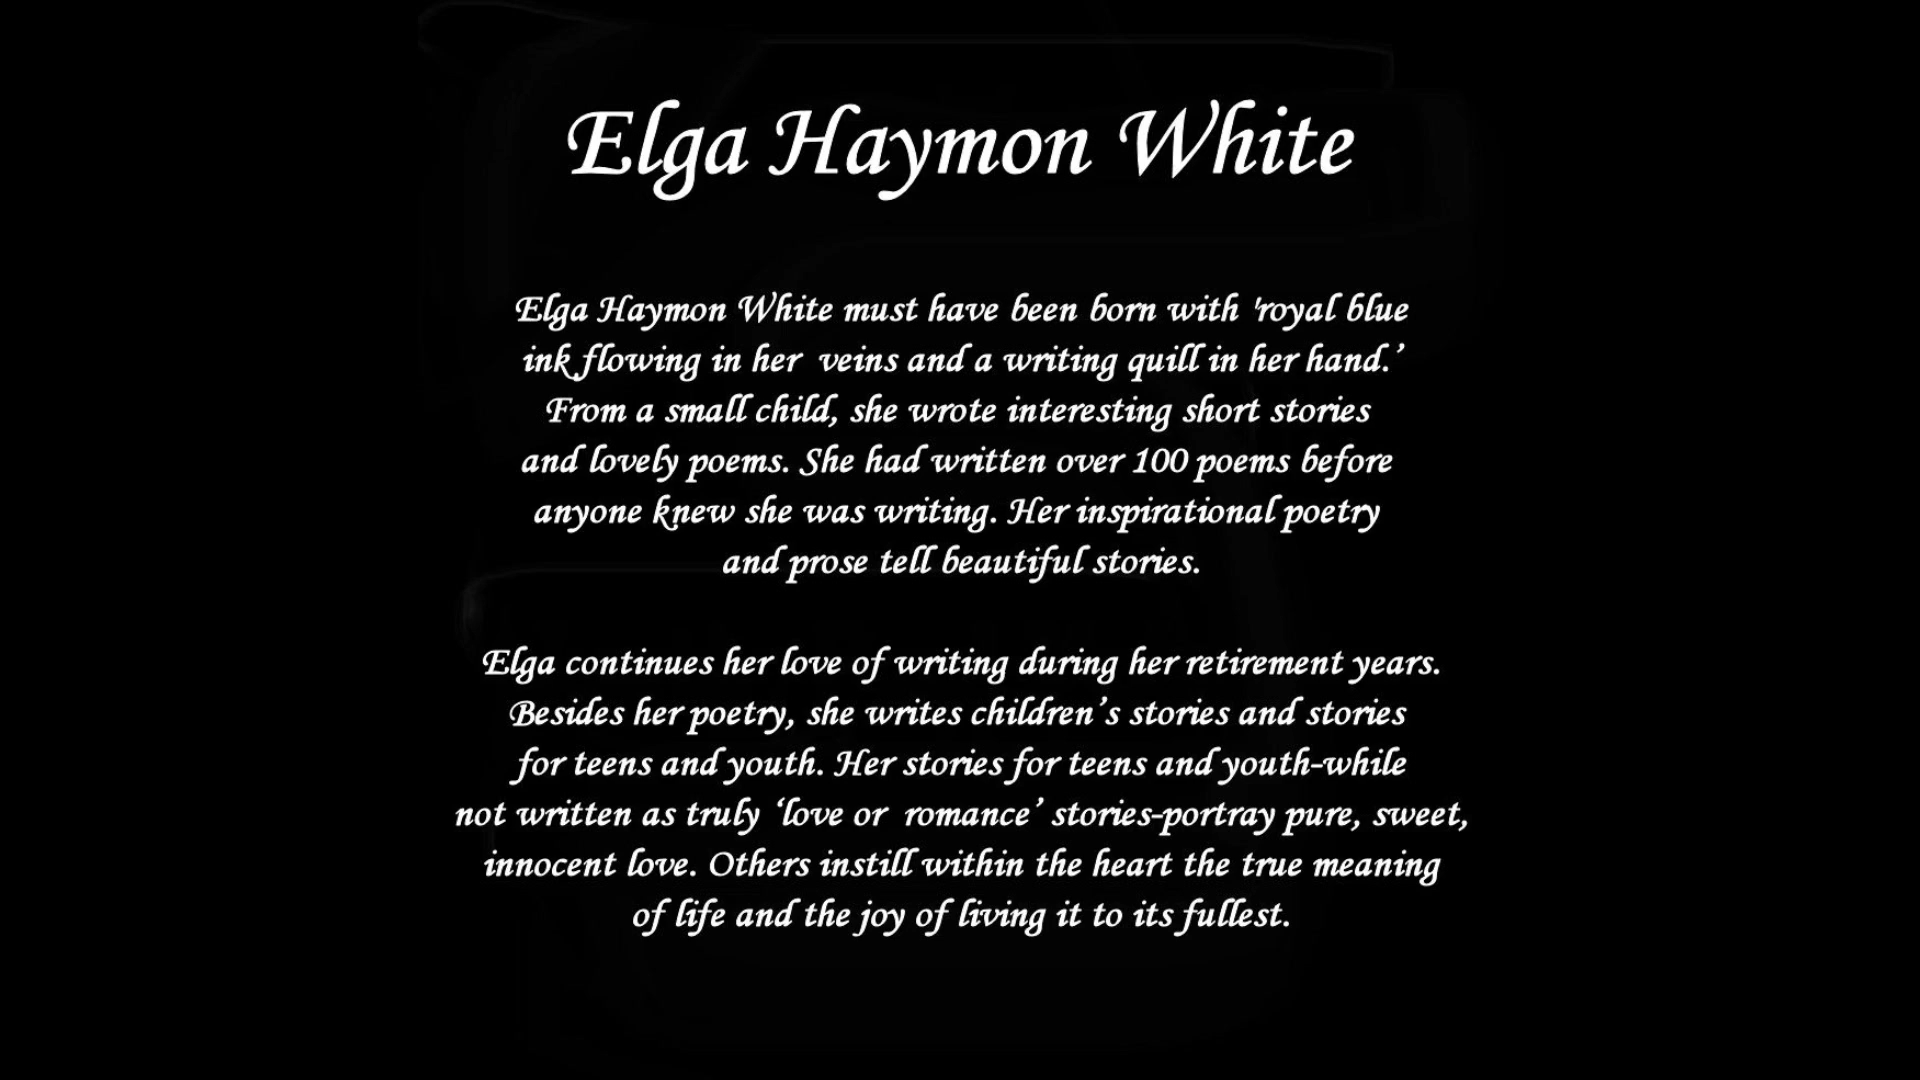 Elga Haymon White
Elga Haymon White must have been born with 'royal blue
ink flowing in her  veins and a writing quill in her hand.’
From a small child, she wrote interesting short stories
and lovely poems. She had written over 100 poems before
anyone knew she was writing. Her inspirational poetry
and prose tell beautiful stories.
Elga continues her love of writing during her retirement years.
Besides her poetry, she writes children’s stories and stories
for teens and youth. Her stories for teens and youth-while
not written as truly ‘love or  romance’ stories-portray pure, sweet,
innocent love. Others instill within the heart the true meaning
of life and the joy of living it to its fullest.